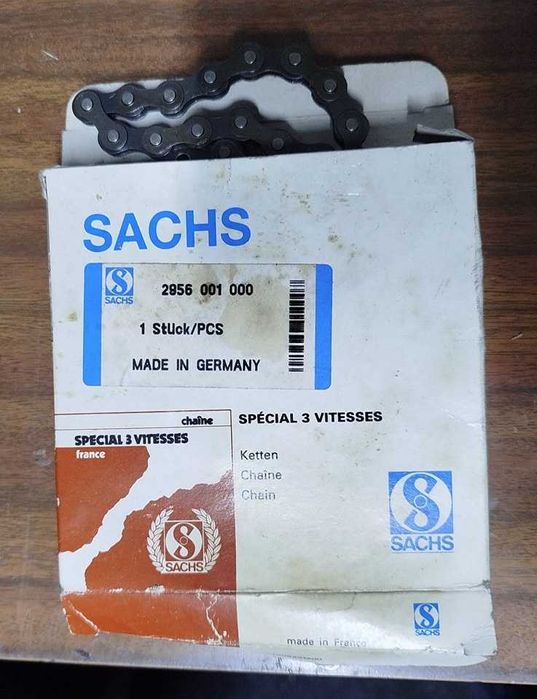 SACHS
SACHS
2956 001 000
1 Stück/PCS
MADE IN GERMANY
chaîne
SPECIAL 3 VITESSES
france
SPÉCIAL 3 VITESSES
Ketten
Chaîne
Chain
SACHS
SACHS
SACHS
made in France